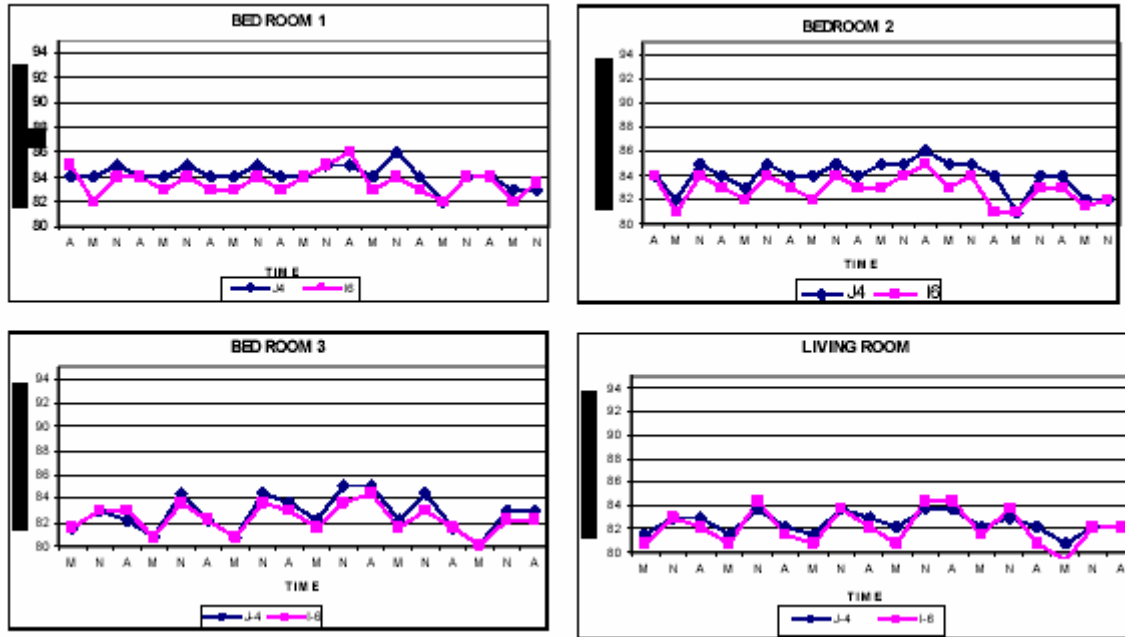 BED ROOM 1
94
92
90
88
86
84
82
80
A M N A M N A M N A M N A M N A M N A M N
TIME
J4 I6
BEDROOM 2
94
92
90
88
86
84
82
80
A M N A M N A M N A M N A M N A M N A M N
TIME
J4 I6
BED ROOM 3
94
92
90
88
86
84
82
80
M N A M N A M N A M N A M N A M N A
TIME
J-4 I-6
LIVING ROOM
94
92
90
88
86
84
82
80
M N A M N A M N A M N A M N A M N A
TIME
J-4 I-6